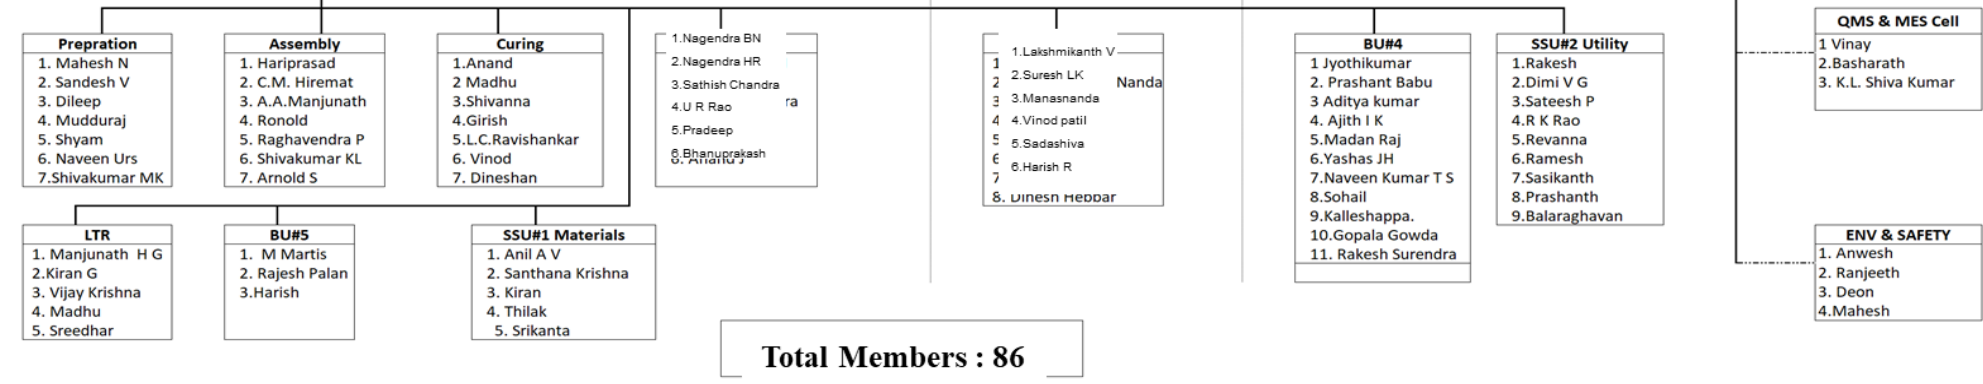 Prepration
1. Mahesh N
2. Sandesh V
3. Dileep
4. Mudduraj
5. Shyam
6. Naveen Urs
7.Shivakumar MK
Assembly
1. Hariprasad
2. C.M. Hiremat
3. A.A.Manjunath
4. Ronold
5. Raghavendra P
6. Shivakumar KL
7. Arnold S
Curing
1.Anand
2 Madhu
3.Shivanna
4.Girish
5.L.C.Ravishankar
6. Vinod
7. Dineshan
1.Nagendra BN
2.Nagendra HR
3.Sathish Chandra
4.U R Rao
5.Pradeep
6.Bhanuprakash
1.Lakshmikanth V
2.Suresh LK
Nanda
3.Manasnanda
4.Vinod patil
5.Sadashiva
6.Harish R
8. Dinesh Hebbar
BU#4
1 Jyothikumar
2. Prashant Babu
3 Aditya kumar
4. Ajith I K
5.Madan Raj
6.Yashas JH
7.Naveen Kumar T S
8.Sohail
9.Kalleshappa.
10.Gopala Gowda
11. Rakesh Surendra
SSU#2 Utility
1.Rakesh
2.Dimi V G
3.Sateesh P
4.R K Rao
5.Revanna
6.Ramesh
7.Sasikanth
8.Prashanth
9.Balaraghavan
QMS & MES Cell
1 Vinay
2.Basharath
3. K.L. Shiva Kumar
LTR
1. Manjunath H G
2.Kiran G
3. Vijay Krishna
4. Madhu
5. Sreedhar
BU#5
1. M Martis
2. Rajesh Palan
3.Harish
SSU#1 Materials
1. Anil A V
2. Santhana Krishna
3. Kiran
4. Thilak
5. Srikanta
ENV & SAFETY
1. Anwesh
2. Ranjeeth
3. Deon
4.Mahesh
Total Members : 86